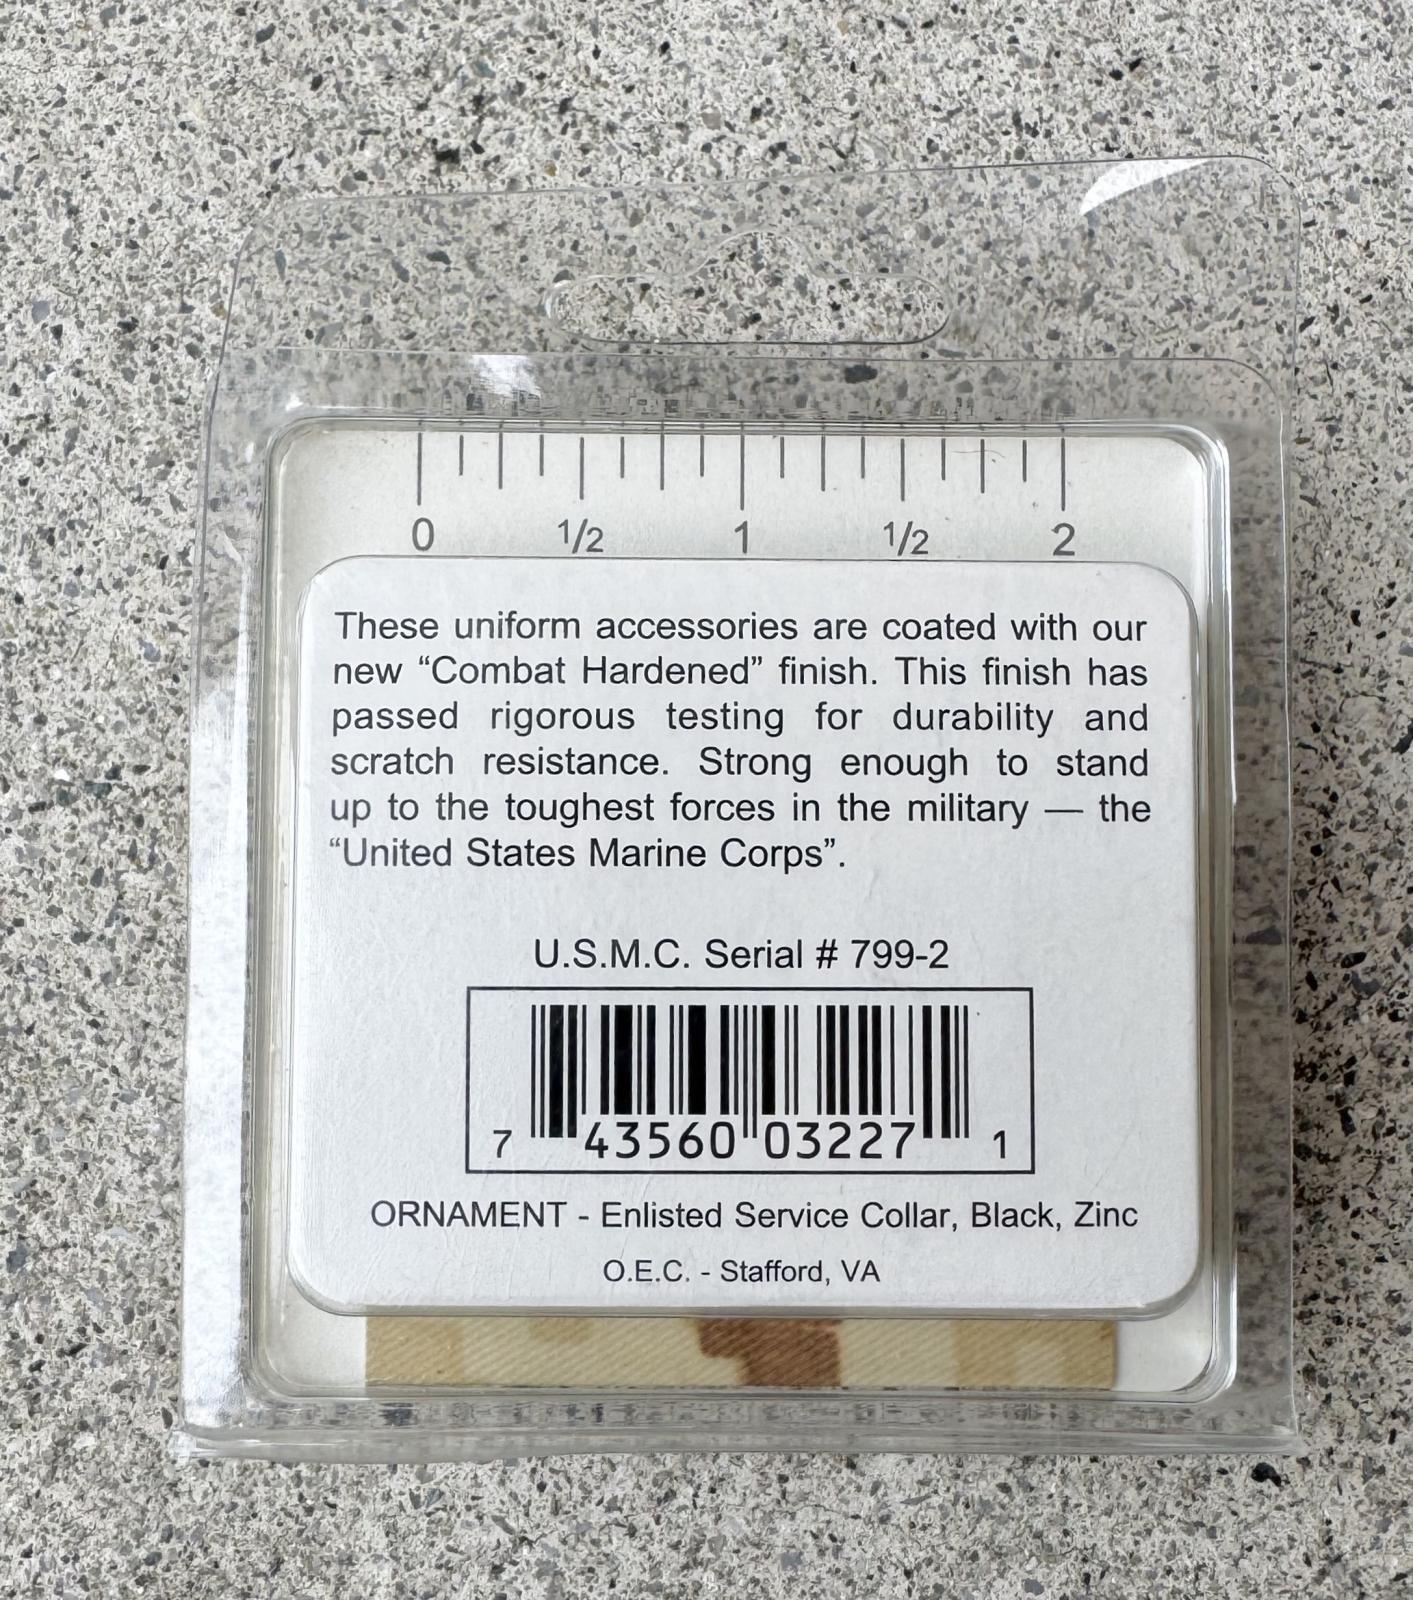 0 1/2 1 1/2 2
These uniform accessories are coated with our
new “Combat Hardened” finish. This finish has
passed rigorous testing for durability and
scratch resistance. Strong enough to stand
up to the toughest forces in the military — the
“United States Marine Corps”.
U.S.M.C. Serial # 799-2
7 43560 03227 1
ORNAMENT - Enlisted Service Collar, Black, Zinc
O.E.C. - Stafford, VA